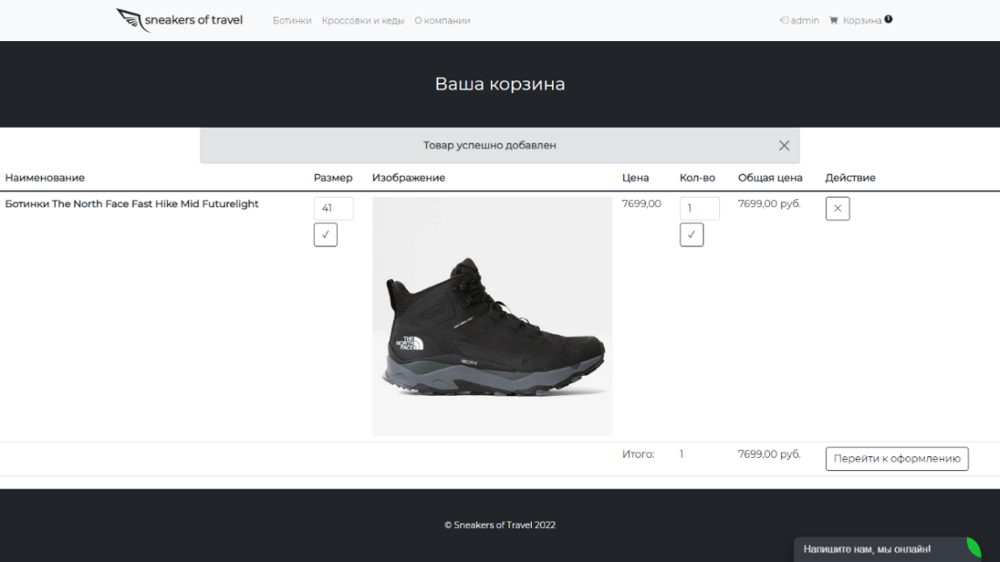 sneakers of travel Ботинки Кроссовки и кеды О компании admin Корзина 1
Ваша корзина
Товар успешно добавлен
Наименование Размер Изображение Цена Кол-во Общая цена Действие
Ботинки The North Face Fast Hike Mid Futurelight 41 7699,00 1 7699,00 руб.
THE
NORTH
FACE
VECTIV
Итого: 1 7699,00 руб. Перейти к оформлению
© Sneakers of Travel 2022
Напишите нам, мы онлайн!